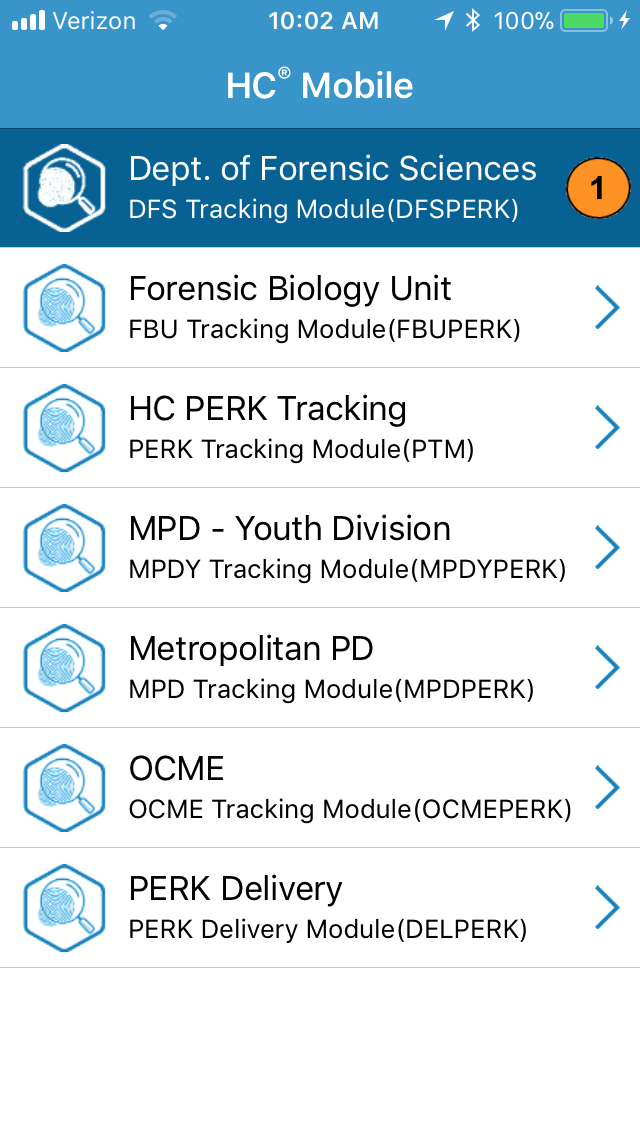 Verizon 10:02 AM 100%
HC® Mobile
Dept. of Forensic Sciences
DFS Tracking Module(DFSPERK)
1
Forensic Biology Unit
FBU Tracking Module(FBUPERK)
HC PERK Tracking
PERK Tracking Module(PTM)
MPD - Youth Division
MPDY Tracking Module(MPDYPERK)
Metropolitan PD
MPD Tracking Module(MPDPERK)
OCME
OCME Tracking Module(OCMEPERK)
PERK Delivery
PERK Delivery Module(DELPERK)